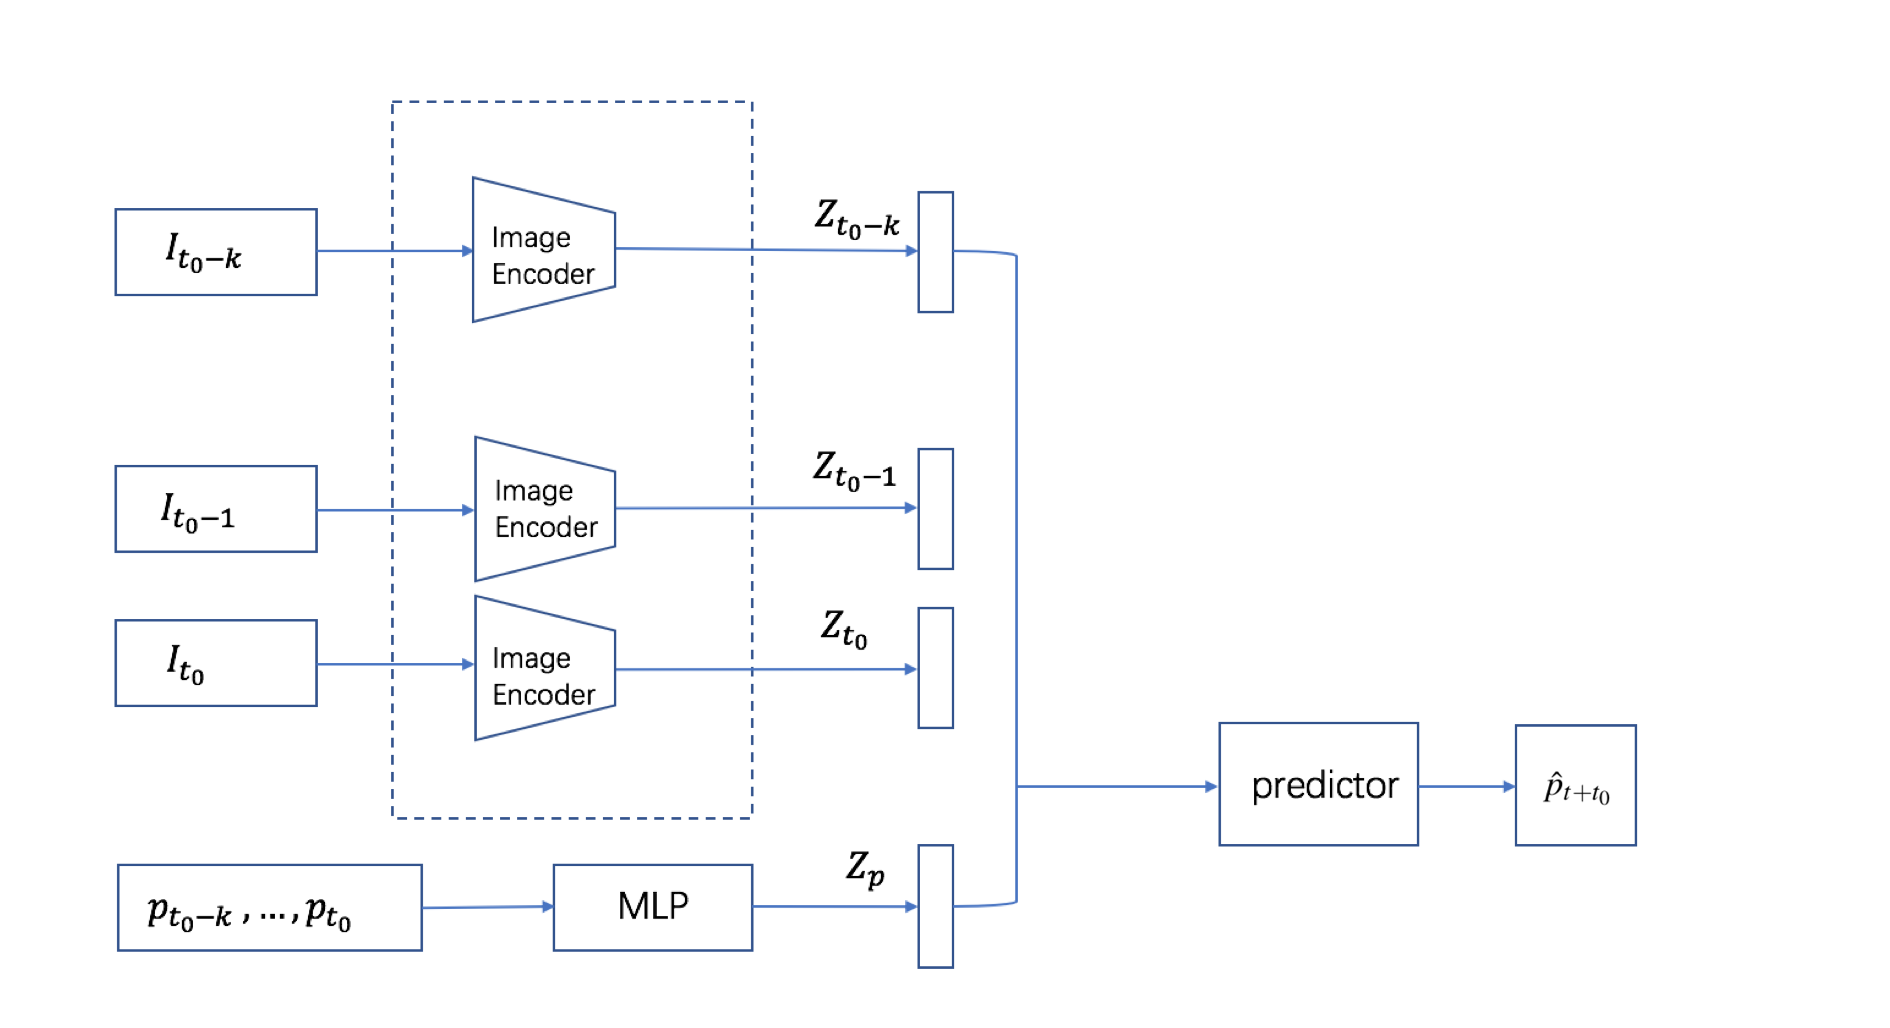 I_{t_0-k}
Image
Encoder
Z_{t_0-k}
I_{t_0-1}
Image
Encoder
Z_{t_0-1}
I_{t_0}
Image
Encoder
Z_{t_0}
p_{t_0-k} , ... , p_{t_0}
MLP
Z_p
predictor
\hat{p}_{t+t_0}